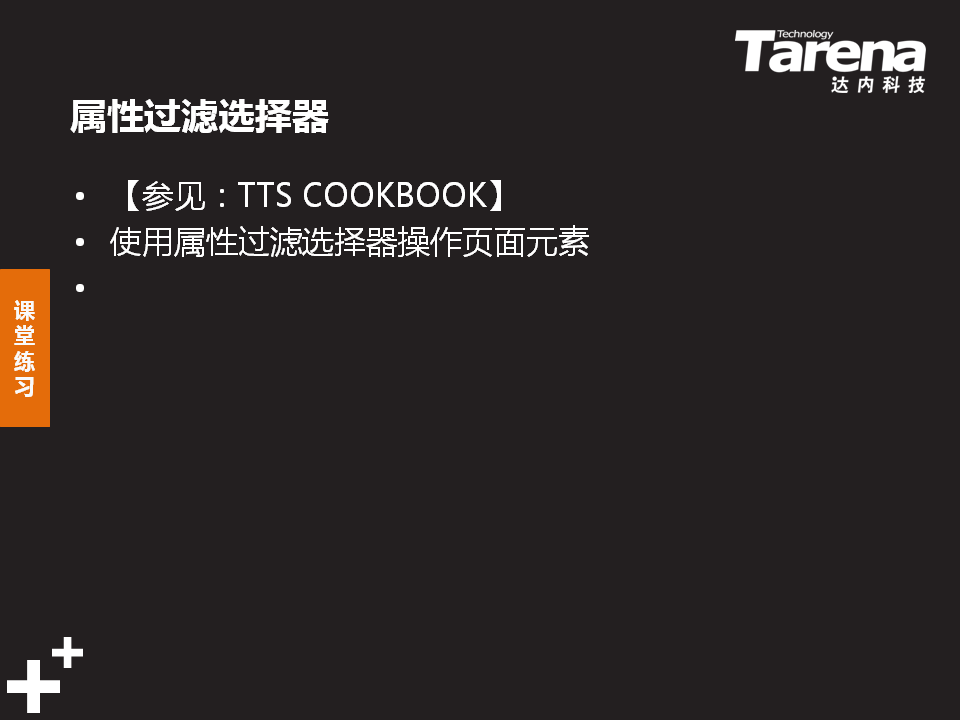 Technology
Tarena
达内科技
属性过滤选择器
• 【参见：TTS COOKBOOK】
• 使用属性过滤选择器操作页面元素
•
课堂练习